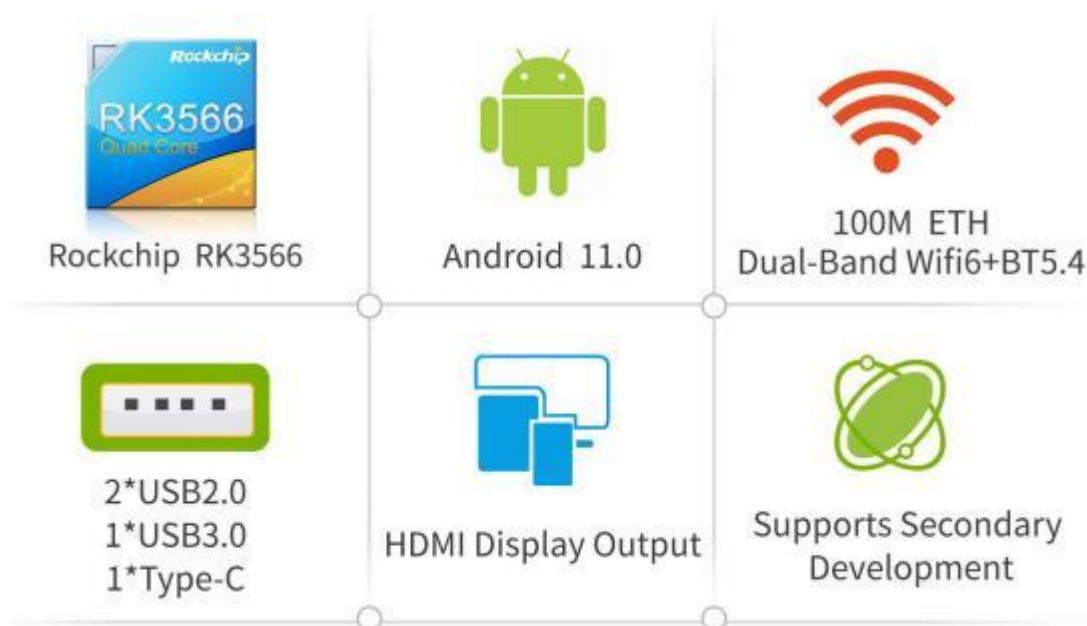 Rockchip
RK3566
Quad Core
Rockchip RK3566
Android 11.0
100M ETH
Dual-Band Wifi6+BT5.4
2*USB2.0
1*USB3.0
1*Type-C
HDMI Display Output
Supports Secondary
Development